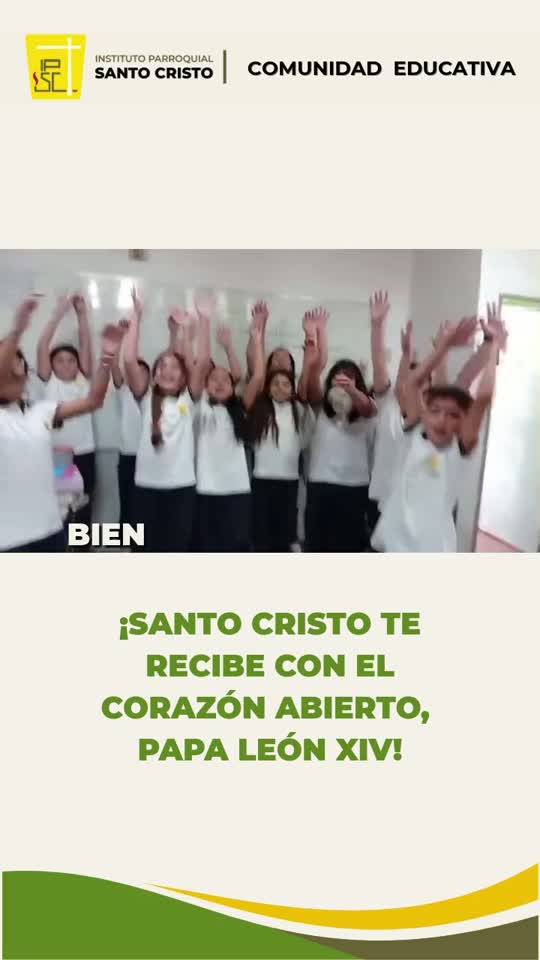 IPSC
INSTITUTO PARROQUIAL
SANTO CRISTO
COMUNIDAD EDUCATIVA
BIEN
¡SANTO CRISTO TE
RECIBE CON EL
CORAZÓN ABIERTO,
PAPA LEÓN XIV!